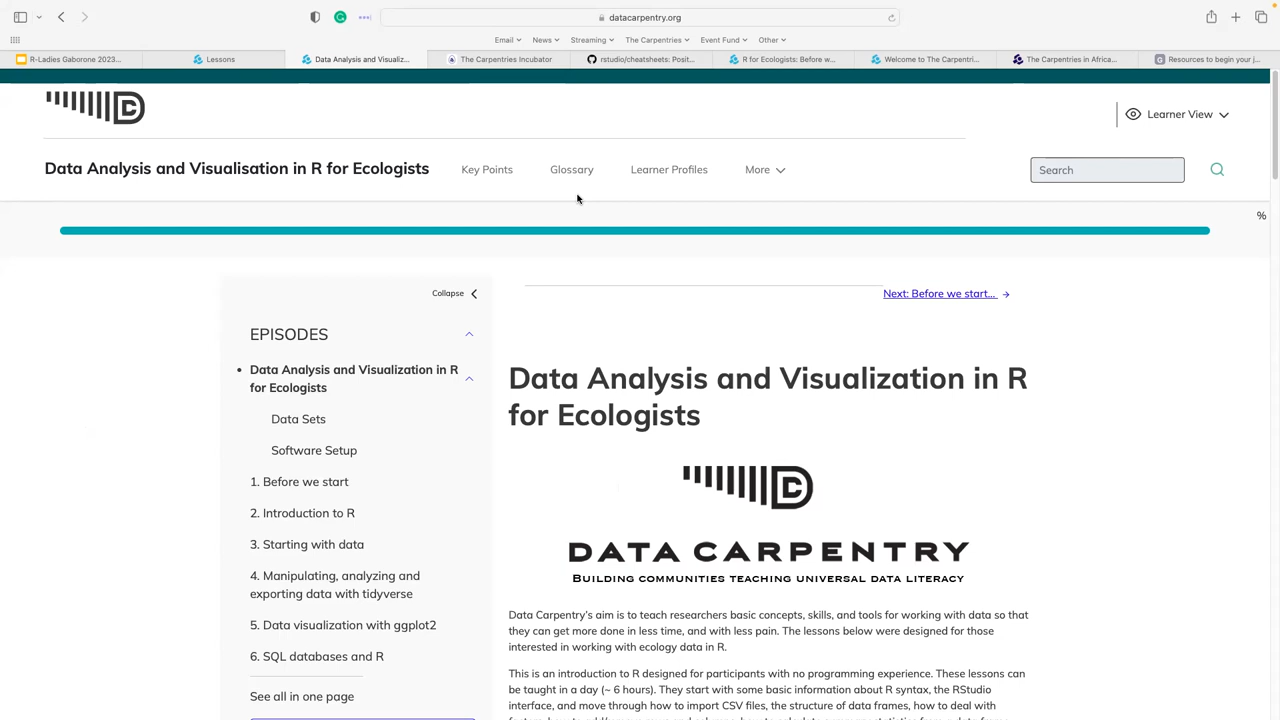 datacarpentry.org
Email News Streaming The Carpentries Event Fund Other
R-Ladies Gaborone 2023... Lessons Data Analysis and Visualiz... The Carpentries Incubator rstudio/cheatsheets: Posit... R for Ecologists: Before w... Welcome to The Carpentri... The Carpentries in Africa... Resources to begin your j...
Learner View
Data Analysis and Visualisation in R for Ecologists Key Points Glossary Learner Profiles More Search
%
Collapse
Next: Before we start...
EPISODES
Data Analysis and Visualization in R
for Ecologists
Data Sets
Software Setup
1. Before we start
2. Introduction to R
3. Starting with data
4. Manipulating, analyzing and
exporting data with tidyverse
5. Data visualization with ggplot2
6. SQL databases and R
See all in one page
Data Analysis and Visualization in R
for Ecologists
DATA CARPENTRY
BUILDING COMMUNITIES TEACHING UNIVERSAL DATA LITERACY
Data Carpentry's aim is to teach researchers basic concepts, skills, and tools for working with data so that
they can get more done in less time, and with less pain. The lessons below were designed for those
interested in working with ecology data in R.
This is an introduction to R designed for participants with no programming experience. These lessons can
be taught in a day (~ 6 hours). They start with some basic information about R syntax, the RStudio
interface, and move through how to import CSV files, the structure of data frames, how to deal with